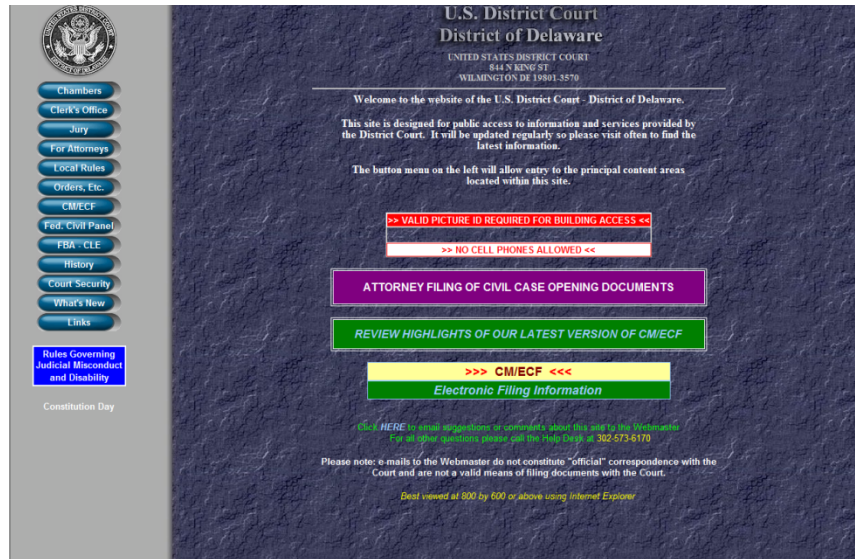 UNITED STATES DISTRICT COURT
DISTRICT OF DELAWARE
Chambers
Clerk's Office
Jury
For Attorneys
Local Rules
Orders, Etc.
CM/ECF
Fed. Civil Panel
FBA - CLE
History
Court Security
What's New
Links
Rules Governing
Judicial Misconduct
and Disability
Constitution Day
U.S. District Court
District of Delaware
UNITED STATES DISTRICT COURT
844 N KING ST
WILMINGTON DE 19801-3570
Welcome to the website of the U.S. District Court - District of Delaware.
This site is designed for public access to information and services provided by
the District Court. It will be updated regularly so please visit often to find the
latest information.
The button menu on the left will allow entry to the principal content areas
located within this site.
>> VALID PICTURE ID REQUIRED FOR BUILDING ACCESS <<
>> NO CELL PHONES ALLOWED <<
ATTORNEY FILING OF CIVIL CASE OPENING DOCUMENTS
REVIEW HIGHLIGHTS OF OUR LATEST VERSION OF CM/ECF
>>> CM/ECF <<<
Electronic Filing Information
Click HERE to email suggestions or comments about this site to the Webmaster
For all other questions please call the Help Desk at 302-573-6170
Please note: e-mails to the Webmaster do not constitute "official" correspondence with the
Court and are not a valid means of filing documents with the Court.
Best viewed at 800 by 600 or above using Internet Explorer